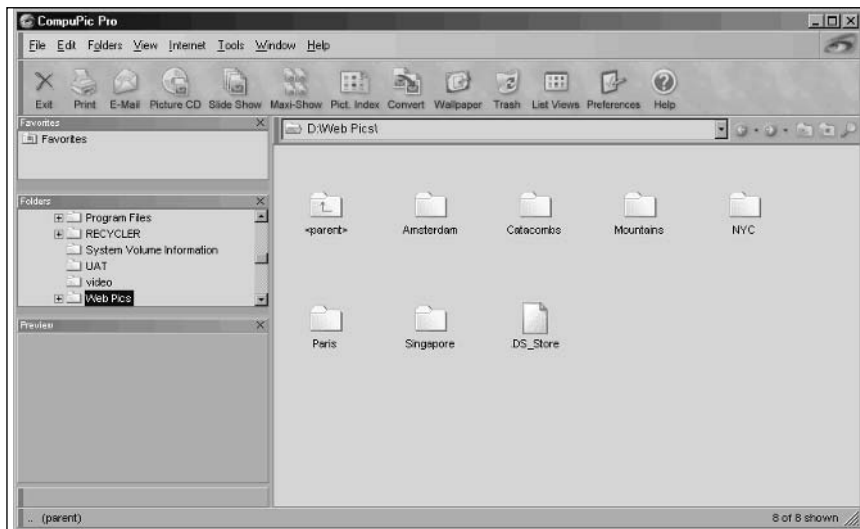 CompuPic Pro
File Edit Folders View Internet Tools Window Help
Exit Print E-Mail Picture CD Slide Show Maxi-Show Pict. Index Convert Wallpaper Trash List Views Preferences Help
Favorites
Favorites
D:\Web Pics\
Folders
Program Files
RECYCLER
System Volume Information
UAT
video
Web Pics
Preview
<parent> Amsterdam Catacombs Mountains NYC
Paris Singapore .DS_Store
.. (parent)
8 of 8 shown